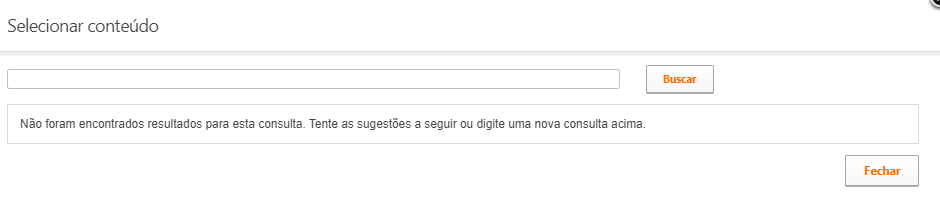 Selecionar conteúdo
Buscar
Não foram encontrados resultados para esta consulta. Tente as sugestões a seguir ou digite uma nova consulta acima.
Fechar